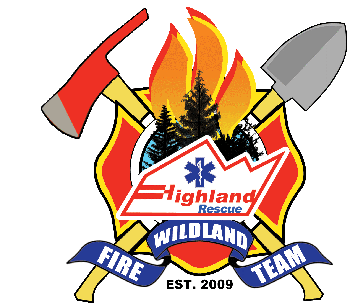 Highland
Rescue
WILDLAND
FIRE TEAM
EST. 2009